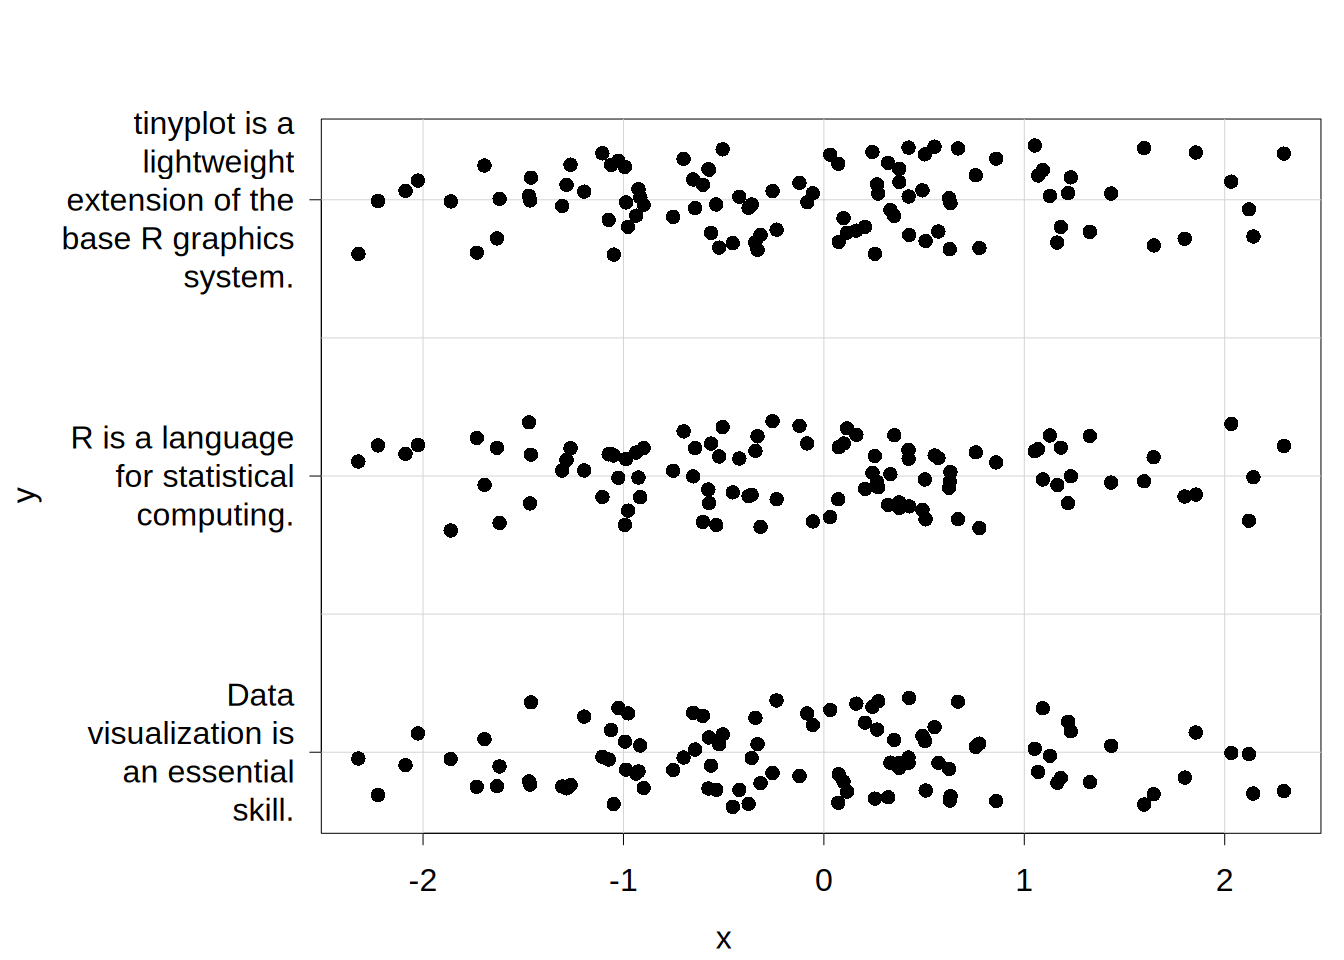 tinyplot is a
lightweight
extension of the
base R graphics
system.
R is a language
for statistical
computing.
y
Data
visualization is
an essential
skill.
-2 -1 0 1 2
x